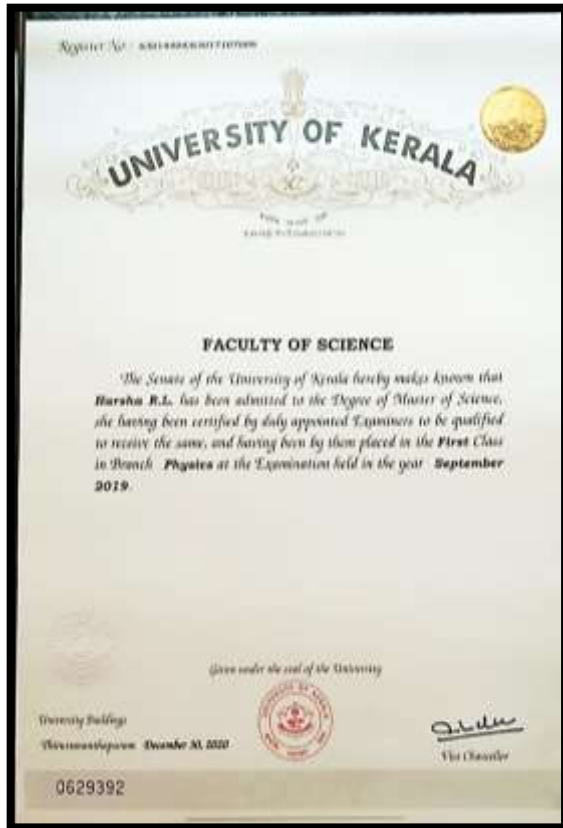 Register No :
UNIVERSITY OF KERALA
FACULTY OF SCIENCE
The Senate of the University of Kerala hereby makes known that
Harsha R.L. has been admitted to the Degree of Master of Science,
she having been certified by duly appointed Examiners to be qualified
to receive the same, and having been by them placed in the First Class
in Branch Physics at the Examination held in the year September
2019.
Given under the seal of the University
University Buildings
Thiruvananthapuram December 30, 2020
Vice Chancellor
0629392